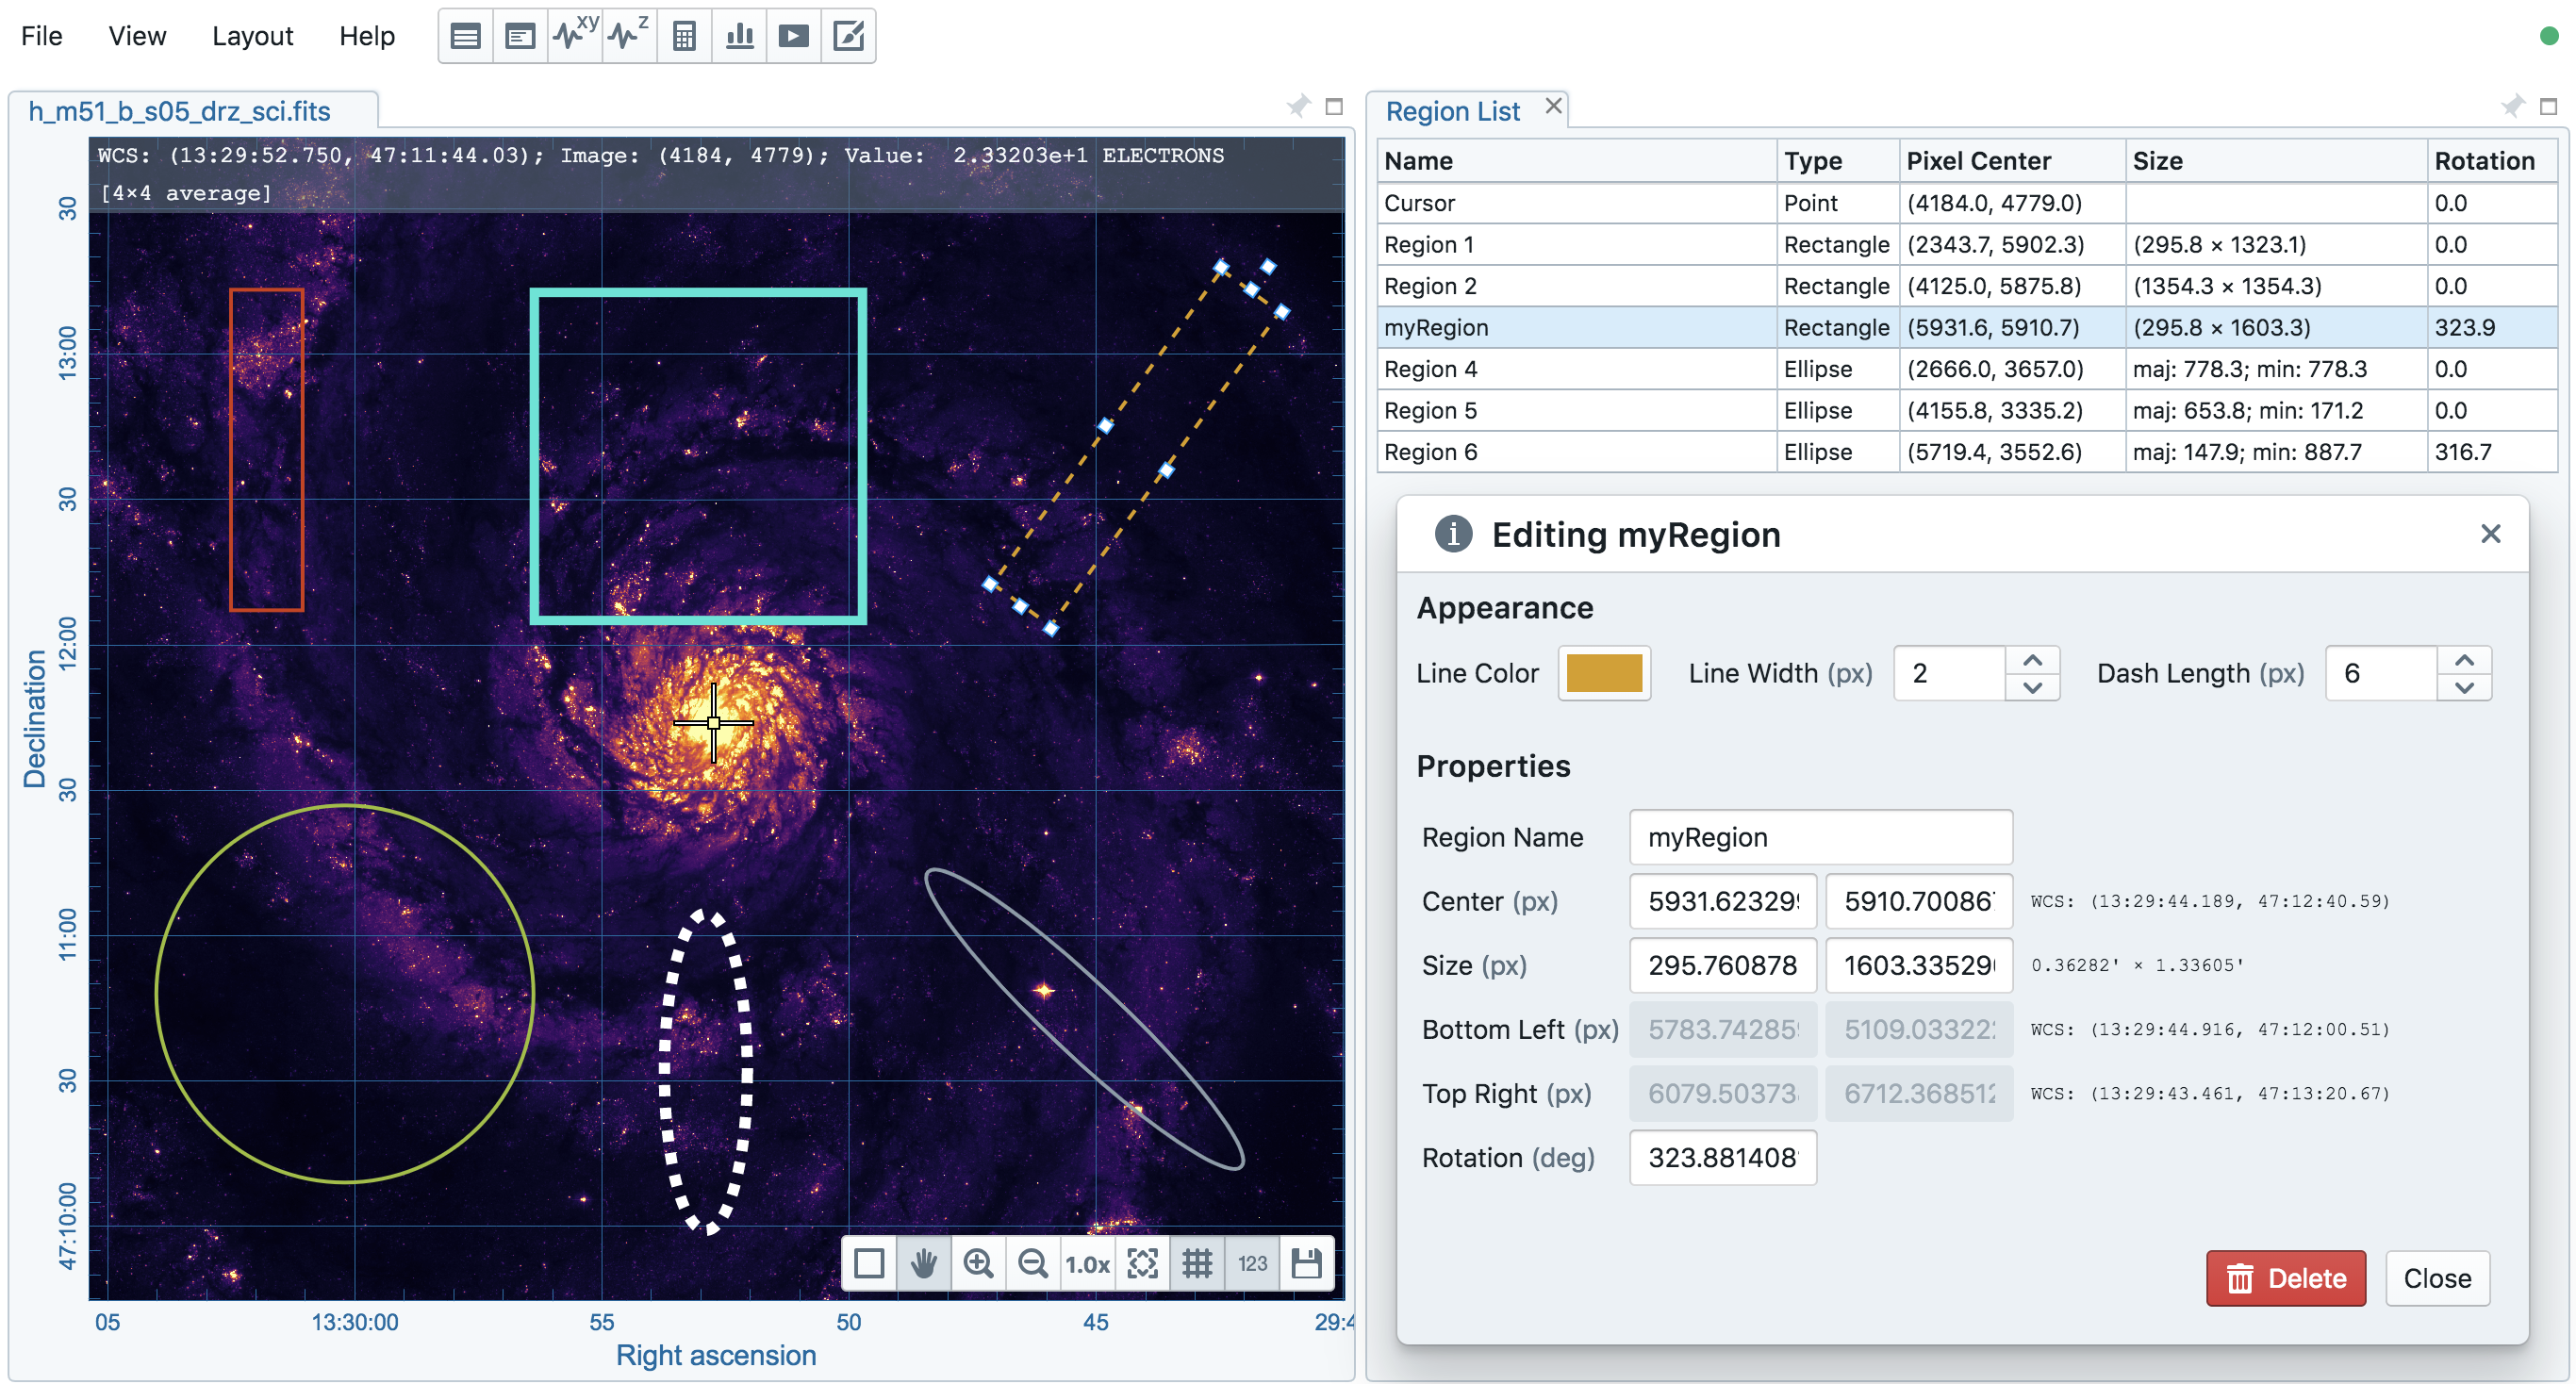 File View Layout Help xy z
h_m51_b_s05_drz_sci.fits
WCS: (13:29:52.750, 47:11:44.03); Image: (4184, 4779); Value: 2.33203e+1 ELECTRONS
[4×4 average]
30
13:00
30
12:00
30
11:00
30
47:10:00
Declination
1.0x 123
05 13:30:00 55 50 45 29:4
Right ascension
Region List
Name Type Pixel Center Size Rotation
Cursor Point (4184.0, 4779.0) 0.0
Region 1 Rectangle (2343.7, 5902.3) (295.8 × 1323.1) 0.0
Region 2 Rectangle (4125.0, 5875.8) (1354.3 × 1354.3) 0.0
myRegion Rectangle (5931.6, 5910.7) (295.8 × 1603.3) 323.9
Region 4 Ellipse (2666.0, 3657.0) maj: 778.3; min: 778.3 0.0
Region 5 Ellipse (4155.8, 3335.2) maj: 653.8; min: 171.2 0.0
Region 6 Ellipse (5719.4, 3552.6) maj: 147.9; min: 887.7 316.7
Editing myRegion
Appearance
Line Color Line Width (px) 2 Dash Length (px) 6
Properties
Region Name myRegion
Center (px) 5931.62329 5910.70086 WCS: (13:29:44.189, 47:12:40.59)
Size (px) 295.760878 1603.33529 0.36282' × 1.33605'
Bottom Left (px) 5783.74285 5109.03322 WCS: (13:29:44.916, 47:12:00.51)
Top Right (px) 6079.50373 6712.368512 WCS: (13:29:43.461, 47:13:20.67)
Rotation (deg) 323.881408
Delete Close